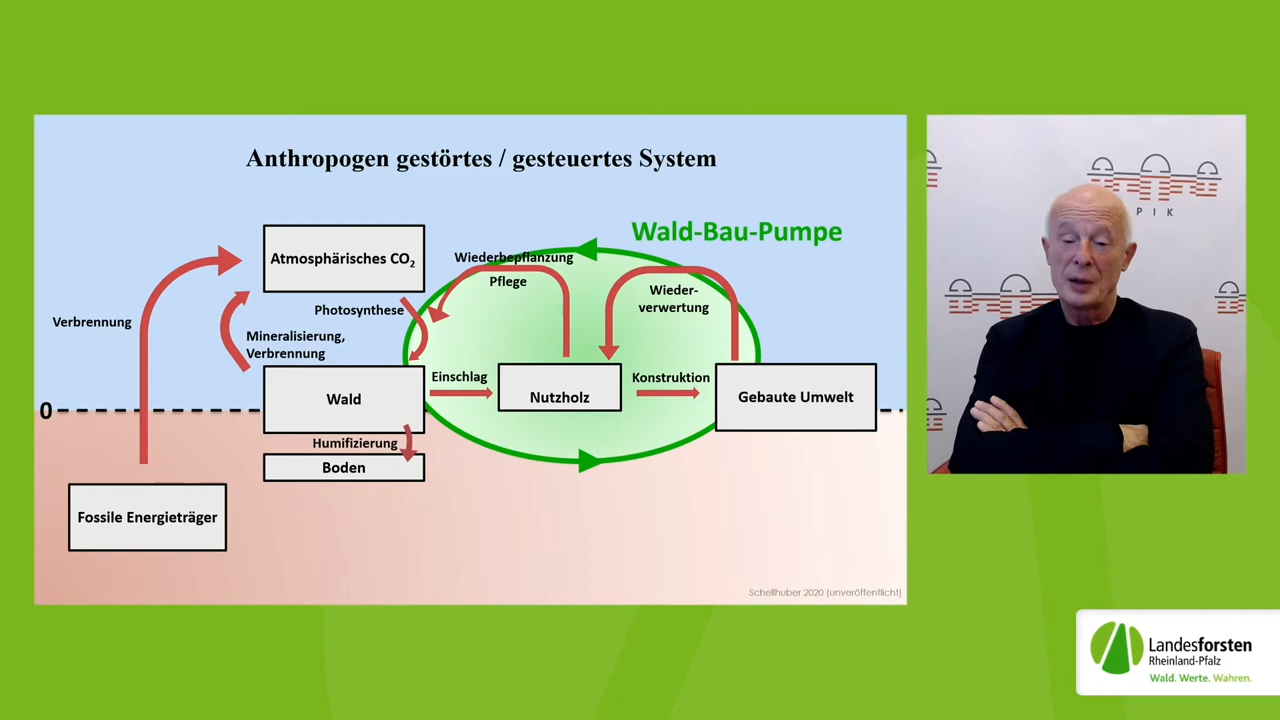 Anthropogen gestörtes / gesteuertes System
Wald-Bau-Pumpe
Atmosphärisches CO₂
Wiederbepflanzung
Pflege
Wieder-
verwertung
Photosynthese
Verbrennung
Mineralisierung,
Verbrennung
Einschlag
Konstruktion
Wald
Nutzholz
Gebaute Umwelt
0
Humifizierung
Boden
Fossile Energieträger
Schellhuber 2020 (unveröffentlicht)
PIK
Landesforsten
Rheinland-Pfalz
Wald. Werte. Wahren.